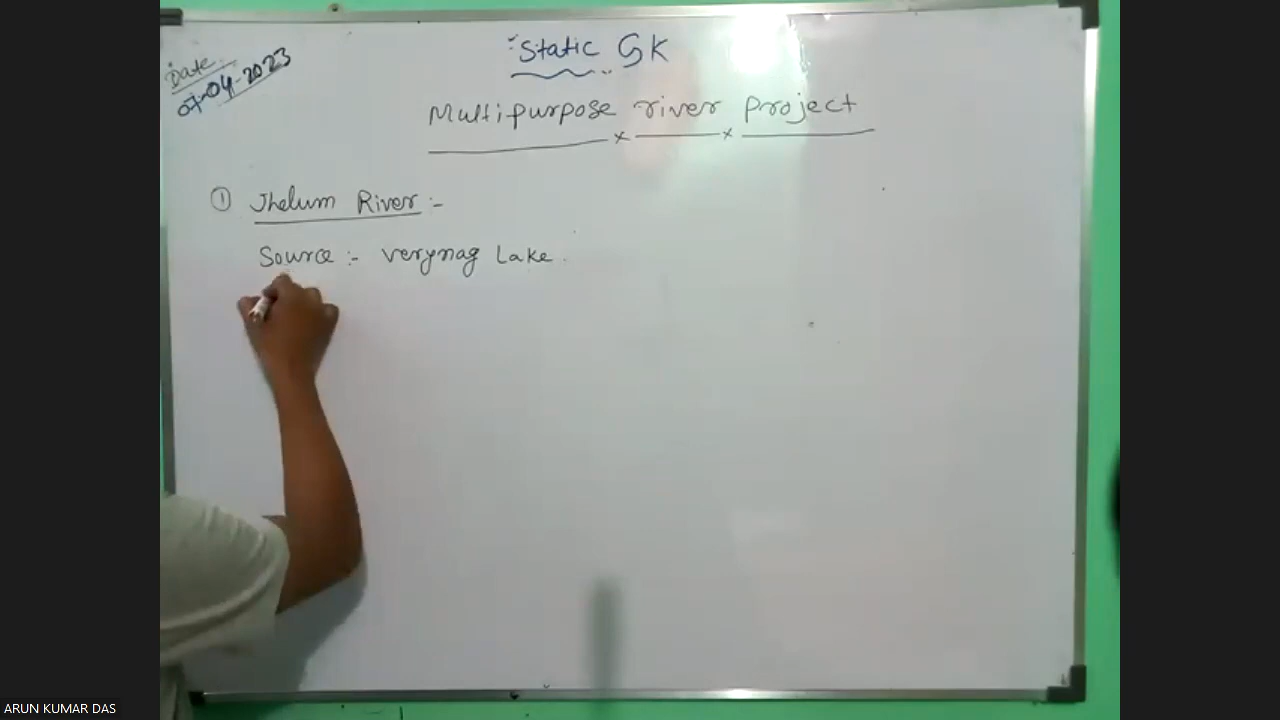 Date
07-04-2023
Static GK
Multipurpose river project
① Jhelum River :-
Source :- verynag Lake.
ARUN KUMAR DAS